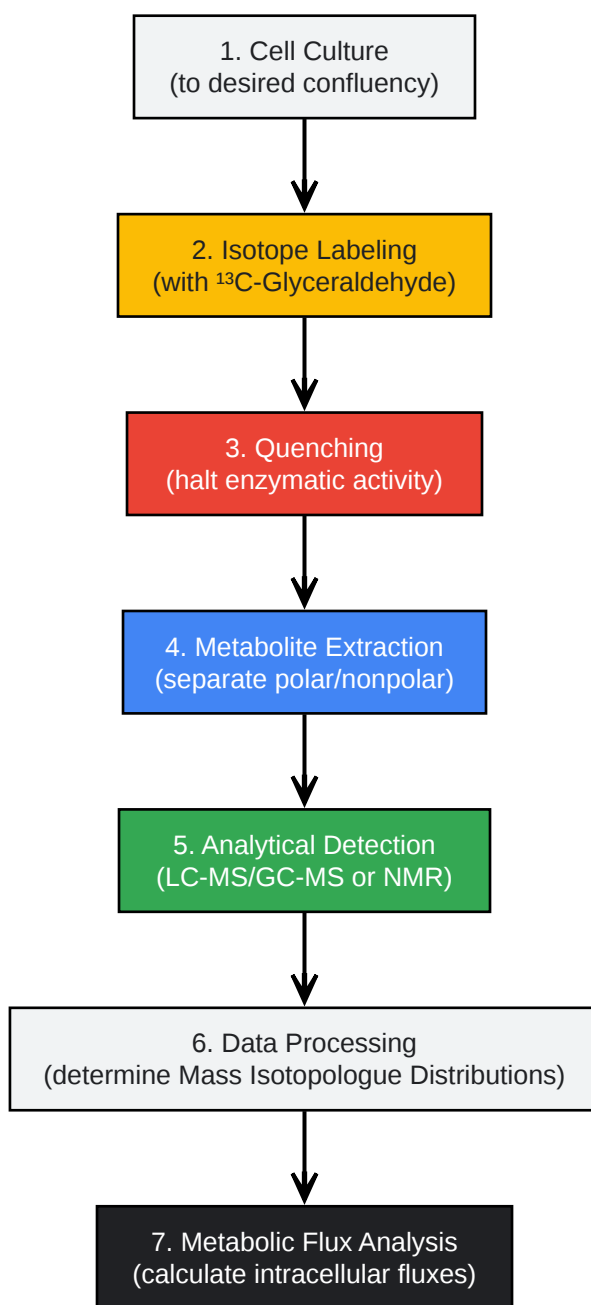 1. Cell Culture
(to desired confluency)
2. Isotope Labeling
(with ¹³C-Glyceraldehyde)
3. Quenching
(halt enzymatic activity)
4. Metabolite Extraction
(separate polar/nonpolar)
5. Analytical Detection
(LC-MS/GC-MS or NMR)
6. Data Processing
(determine Mass Isotopologue Distributions)
7. Metabolic Flux Analysis
(calculate intracellular fluxes)